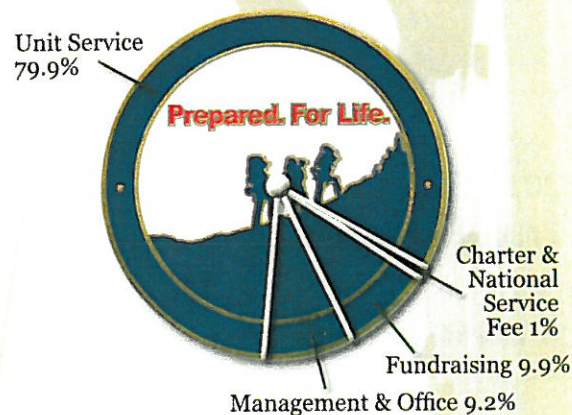 Unit Service
79.9%
Prepared. For Life.
Charter &
National
Service
Fee 1%
Fundraising 9.9%
Management & Office 9.2%